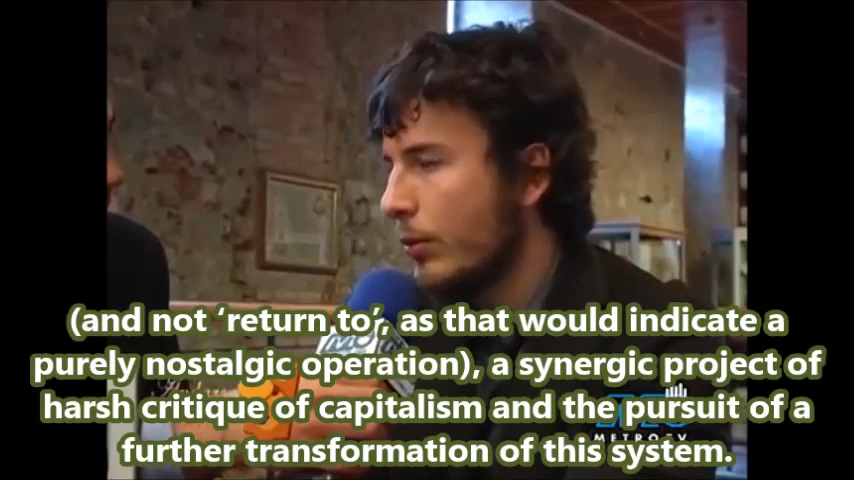 (and not ‘return to’, as that would indicate a
purely nostalgic operation), a synergic project of
harsh critique of capitalism and the pursuit of a
further transformation of this system.
METROTV